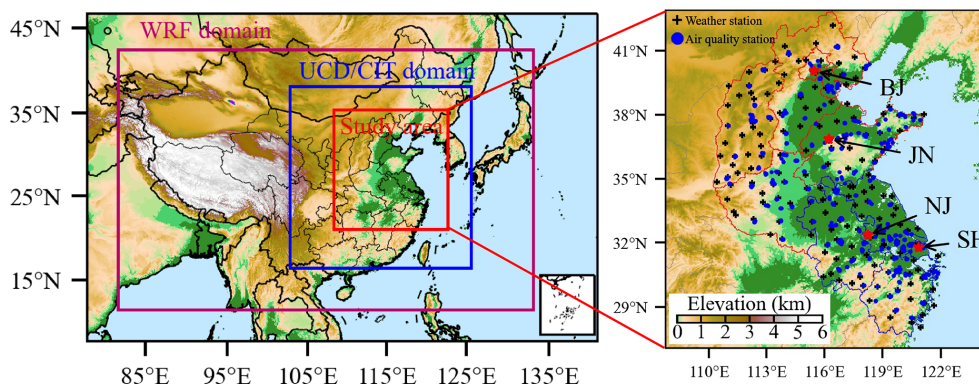 45°N
35°N
25°N
15°N
85°E
95°E
105°E
115°E
125°E
135°E
WRF domain
UCD/CIT domain
Study area
Weather station
Air quality station
41°N
38°N
35°N
32°N
29°N
110°E
113°E
116°E
119°E
122°E
BJ
JN
NJ
SH
Elevation (km)
0 1 2 3 4 5 6